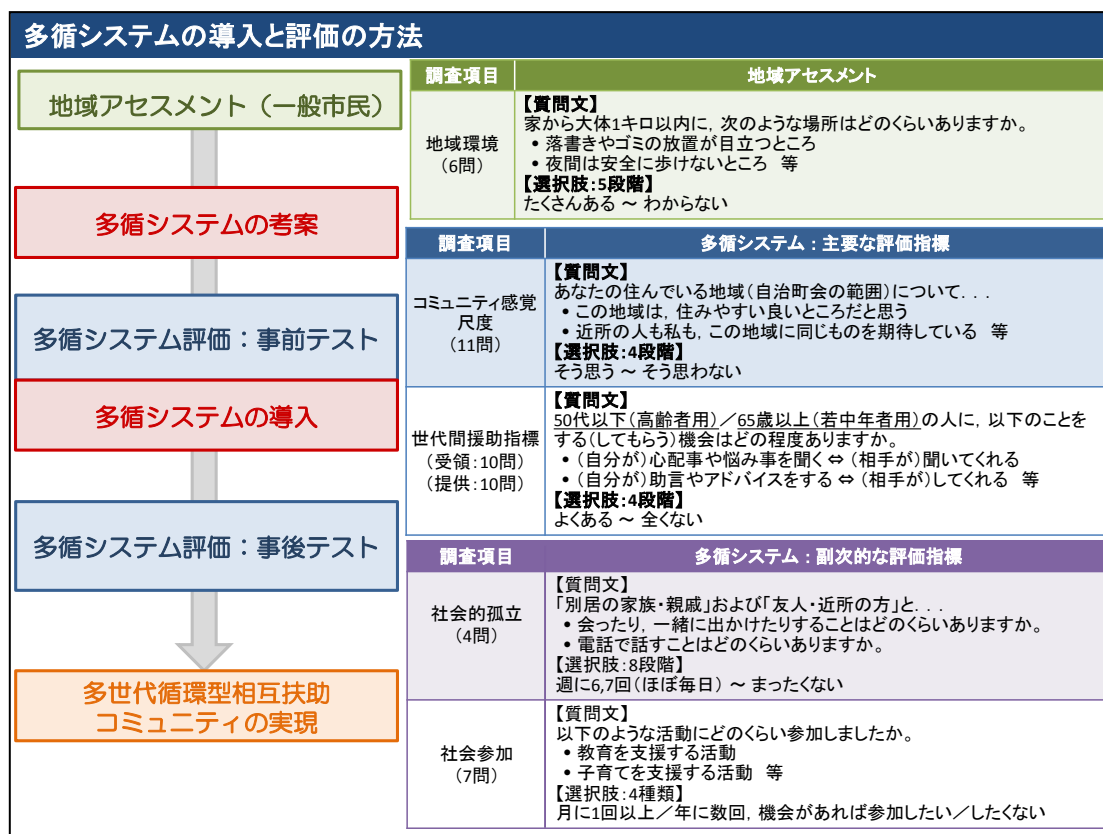 多循システムの導入と評価の方法
地域アセスメント（一般市民）
多循システムの考案
多循システム評価：事前テスト
多循システムの導入
多循システム評価：事後テスト
多世代循環型相互扶助
コミュニティの実現
調査項目 地域アセスメント
地域環境
（6問）
【質問文】
家から大体1キロ以内に，次のような場所はどのくらいありますか。
• 落書きやゴミの放置が目立つところ
• 夜間は安全に歩けないところ　等
【選択肢：5段階】
たくさんある ～ わからない
調査項目 多循システム：主要な評価指標
コミュニティ感覚
尺度
（11問）
【質問文】
あなたの住んでいる地域（自治町会の範囲）について．．．
• この地域は，住みやすい良いところだと思う
• 近所の人も私も，この地域に同じものを期待している　等
【選択肢：4段階】
そう思う ～ そう思わない
世代間援助指標
（受領：10問）
（提供：10問）
【質問文】
50代以下（高齢者用）／65歳以上（若中年者用）の人に，以下のことを
する（してもらう）機会はどの程度ありますか。
• （自分が）心配事や悩み事を聞く ⇔ （相手が）聞いてくれる
• （自分が）助言やアドバイスをする ⇔ （相手が）してくれる　等
【選択肢：4段階】
よくある ～ 全くない
調査項目 多循システム：副次的な評価指標
社会的孤立
（4問）
【質問文】
「別居の家族・親戚」および「友人・近所の方」と．．．
• 会ったり，一緒に出かけたりすることはどのくらいありますか。
• 電話で話すことはどのくらいありますか。
【選択肢：8段階】
週に6,7回（ほぼ毎日） ～ まったくない
社会参加
（7問）
【質問文】
以下のような活動にどのくらい参加しましたか。
• 教育を支援する活動
• 子育てを支援する活動　等
【選択肢：4種類】
月に1回以上／年に数回，機会があれば参加したい／したくない